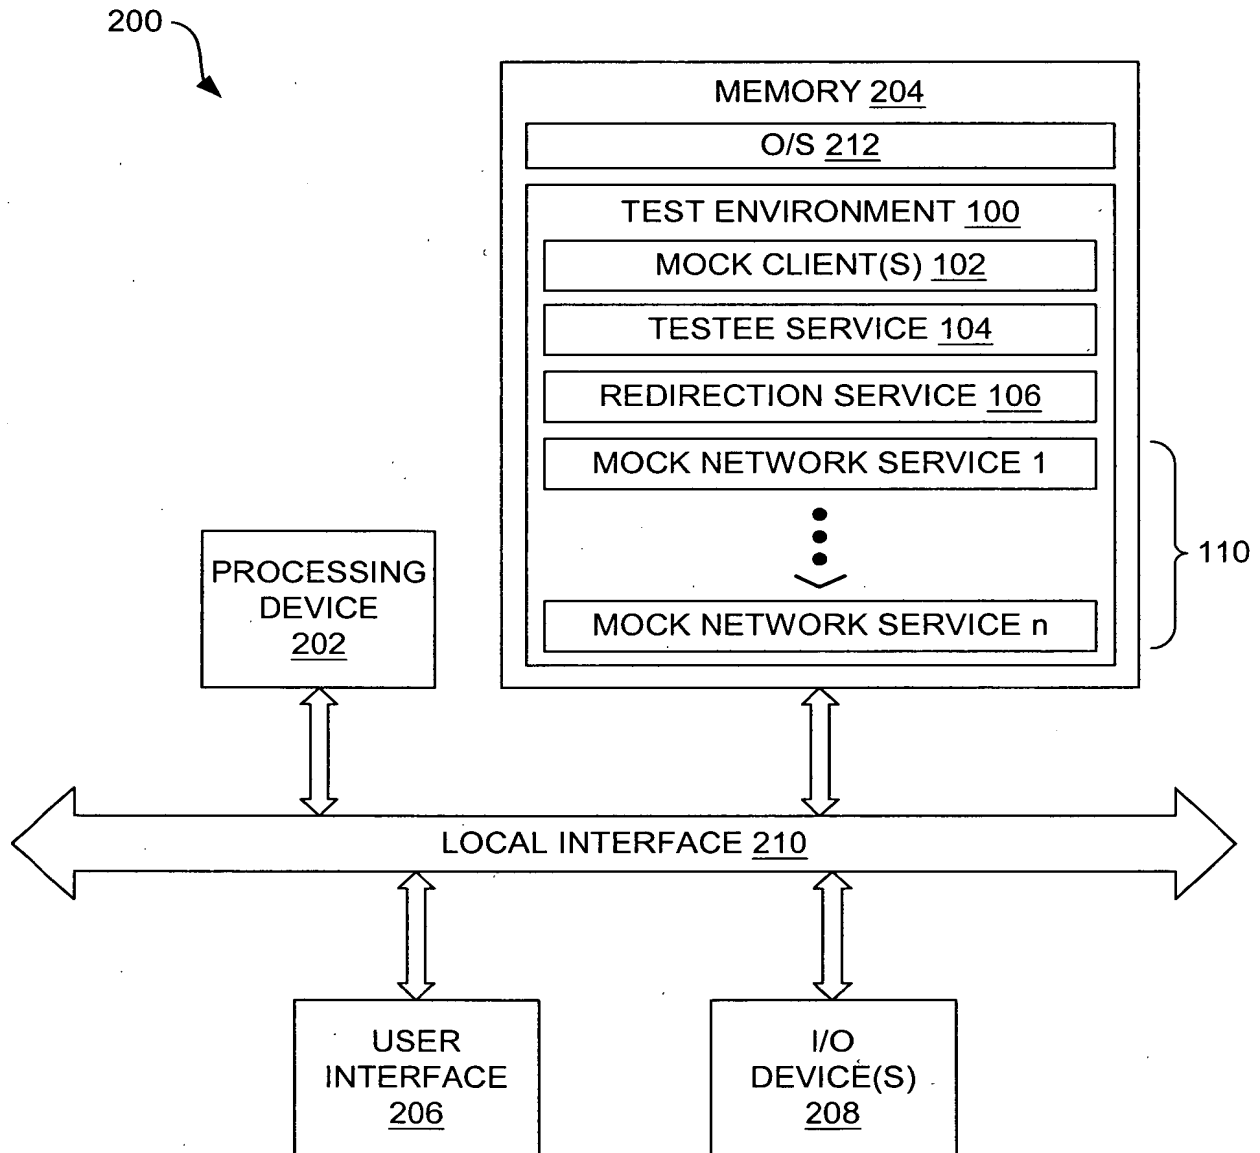 200
MEMORY 204
O/S 212
TEST ENVIRONMENT 100
MOCK CLIENT(S) 102
TESTEE SERVICE 104
REDIRECTION SERVICE 106
MOCK NETWORK SERVICE 1
110
MOCK NETWORK SERVICE n
PROCESSING
DEVICE
202
LOCAL INTERFACE 210
USER
INTERFACE
206
I/O
DEVICE(S)
208